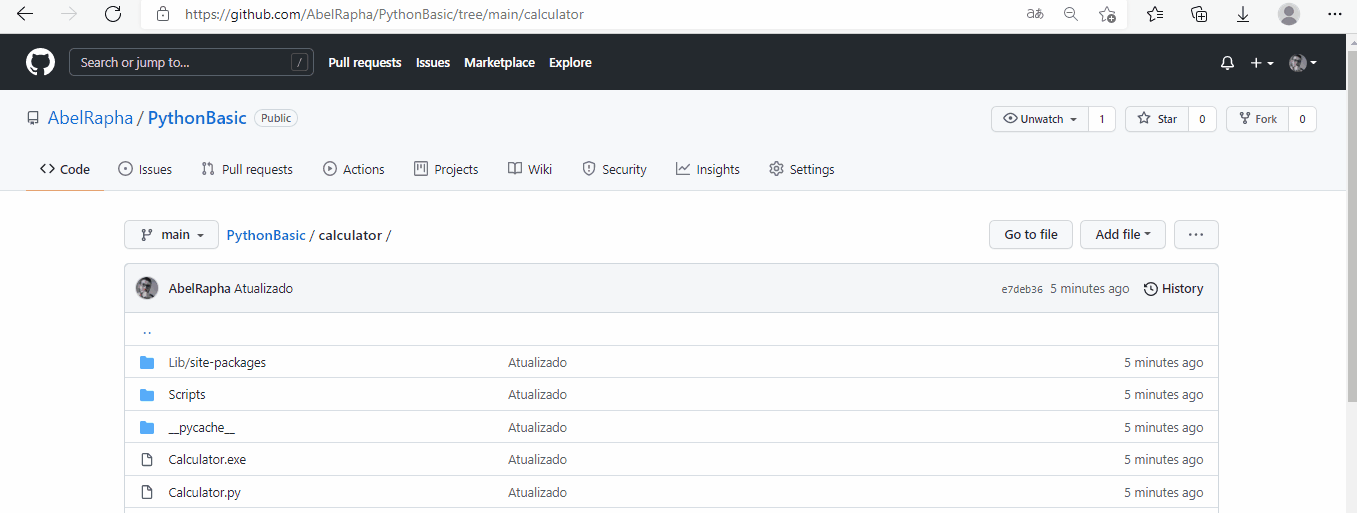 https://github.com/AbelRapha/PythonBasic/tree/main/calculator
Search or jump to... / Pull requests Issues Marketplace Explore
AbelRapha / PythonBasic Public Unwatch 1 Star 0 Fork 0
Code Issues Pull requests Actions Projects Wiki Security Insights Settings
main PythonBasic / calculator / Go to file Add file ...
AbelRapha Atualizado e7deb36 5 minutes ago History
..
Lib/site-packages Atualizado 5 minutes ago
Scripts Atualizado 5 minutes ago
__pycache__ Atualizado 5 minutes ago
Calculator.exe Atualizado 5 minutes ago
Calculator.py Atualizado 5 minutes ago